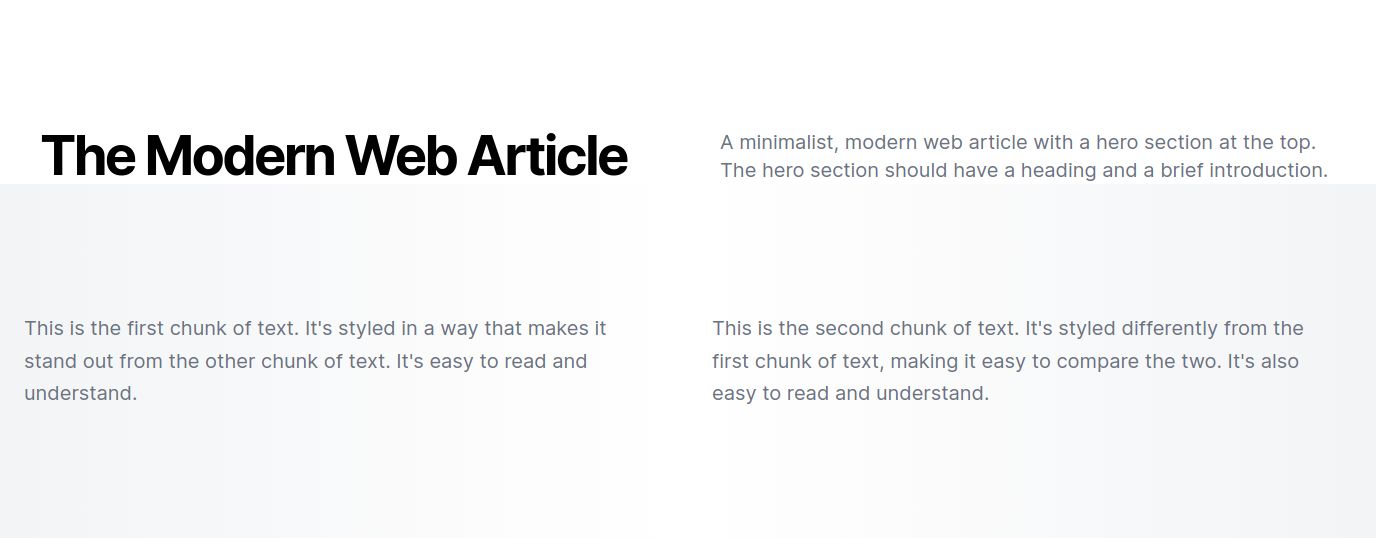 The Modern Web Article
A minimalist, modern web article with a hero section at the top.
The hero section should have a heading and a brief introduction.
This is the first chunk of text. It's styled in a way that makes it
stand out from the other chunk of text. It's easy to read and
understand.
This is the second chunk of text. It's styled differently from the
first chunk of text, making it easy to compare the two. It's also
easy to read and understand.